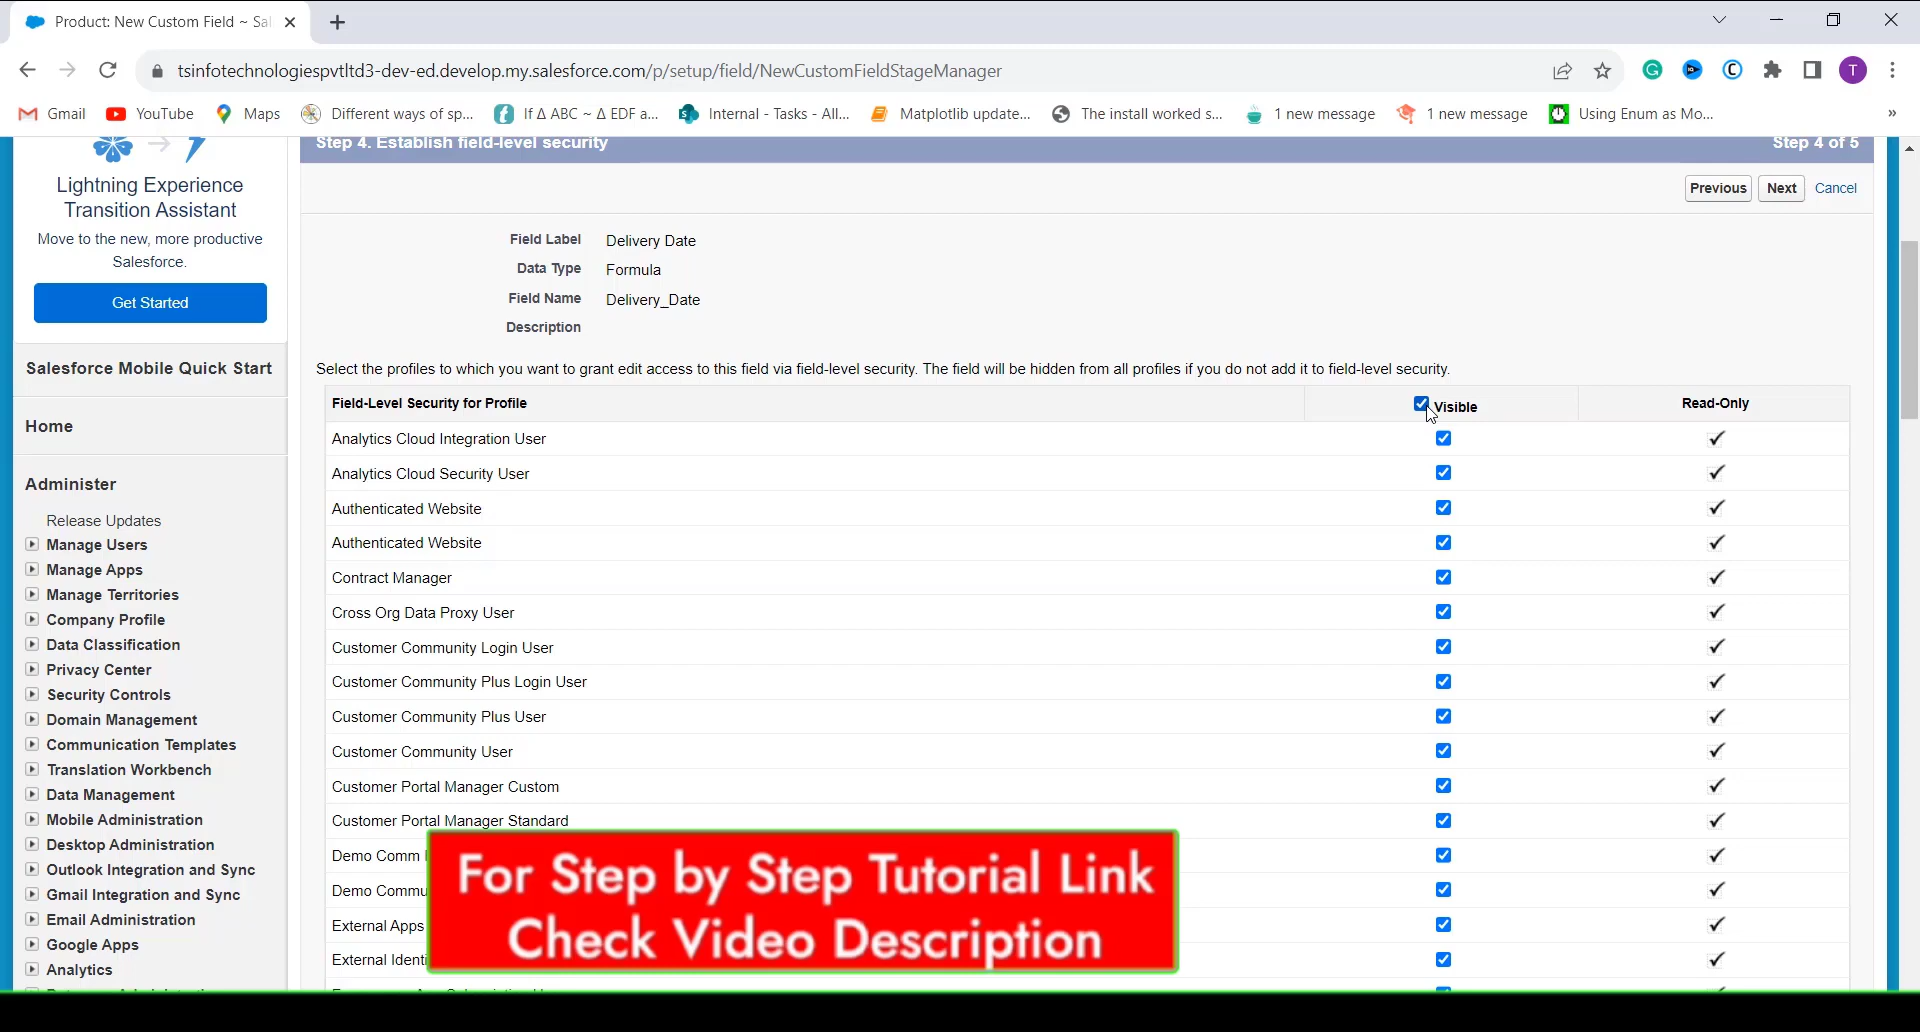 Product: New Custom Field ~ Sal
tsinfotechnologiespvtltd3-dev-ed.develop.my.salesforce.com/p/setup/field/NewCustomFieldStageManager
T
Gmail
YouTube
Maps
Different ways of sp...
If Δ ABC ~ Δ EDF a...
Internal - Tasks - All...
Matplotlib update...
The install worked s...
1 new message
1 new message
Using Enum as Mo...
»
Lightning Experience
Transition Assistant
Move to the new, more productive
Salesforce.
Get Started
Salesforce Mobile Quick Start
Home
Administer
Release Updates
Manage Users
Manage Apps
Manage Territories
Company Profile
Data Classification
Privacy Center
Security Controls
Domain Management
Communication Templates
Translation Workbench
Data Management
Mobile Administration
Desktop Administration
Outlook Integration and Sync
Gmail Integration and Sync
Email Administration
Google Apps
Analytics
Step 4. Establish field-level security
Step 4 of 5
Previous
Next
Cancel
Field Label Delivery Date
Data Type Formula
Field Name Delivery_Date
Description
Select the profiles to which you want to grant edit access to this field via field-level security. The field will be hidden from all profiles if you do not add it to field-level security.
Field-Level Security for Profile Visible Read-Only
Analytics Cloud Integration User
Analytics Cloud Security User
Authenticated Website
Authenticated Website
Contract Manager
Cross Org Data Proxy User
Customer Community Login User
Customer Community Plus Login User
Customer Community Plus User
Customer Community User
Customer Portal Manager Custom
Customer Portal Manager Standard
Demo Comm
Demo Commu
External Apps
External Identi
For Step by Step Tutorial Link
Check Video Description